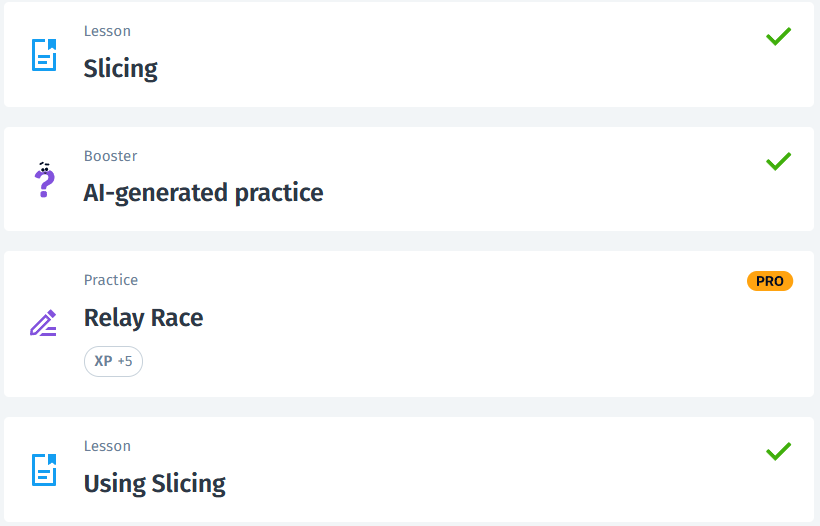 Lesson
Slicing
Booster
AI-generated practice
Practice
PRO
Relay Race
XP +5
Lesson
Using Slicing